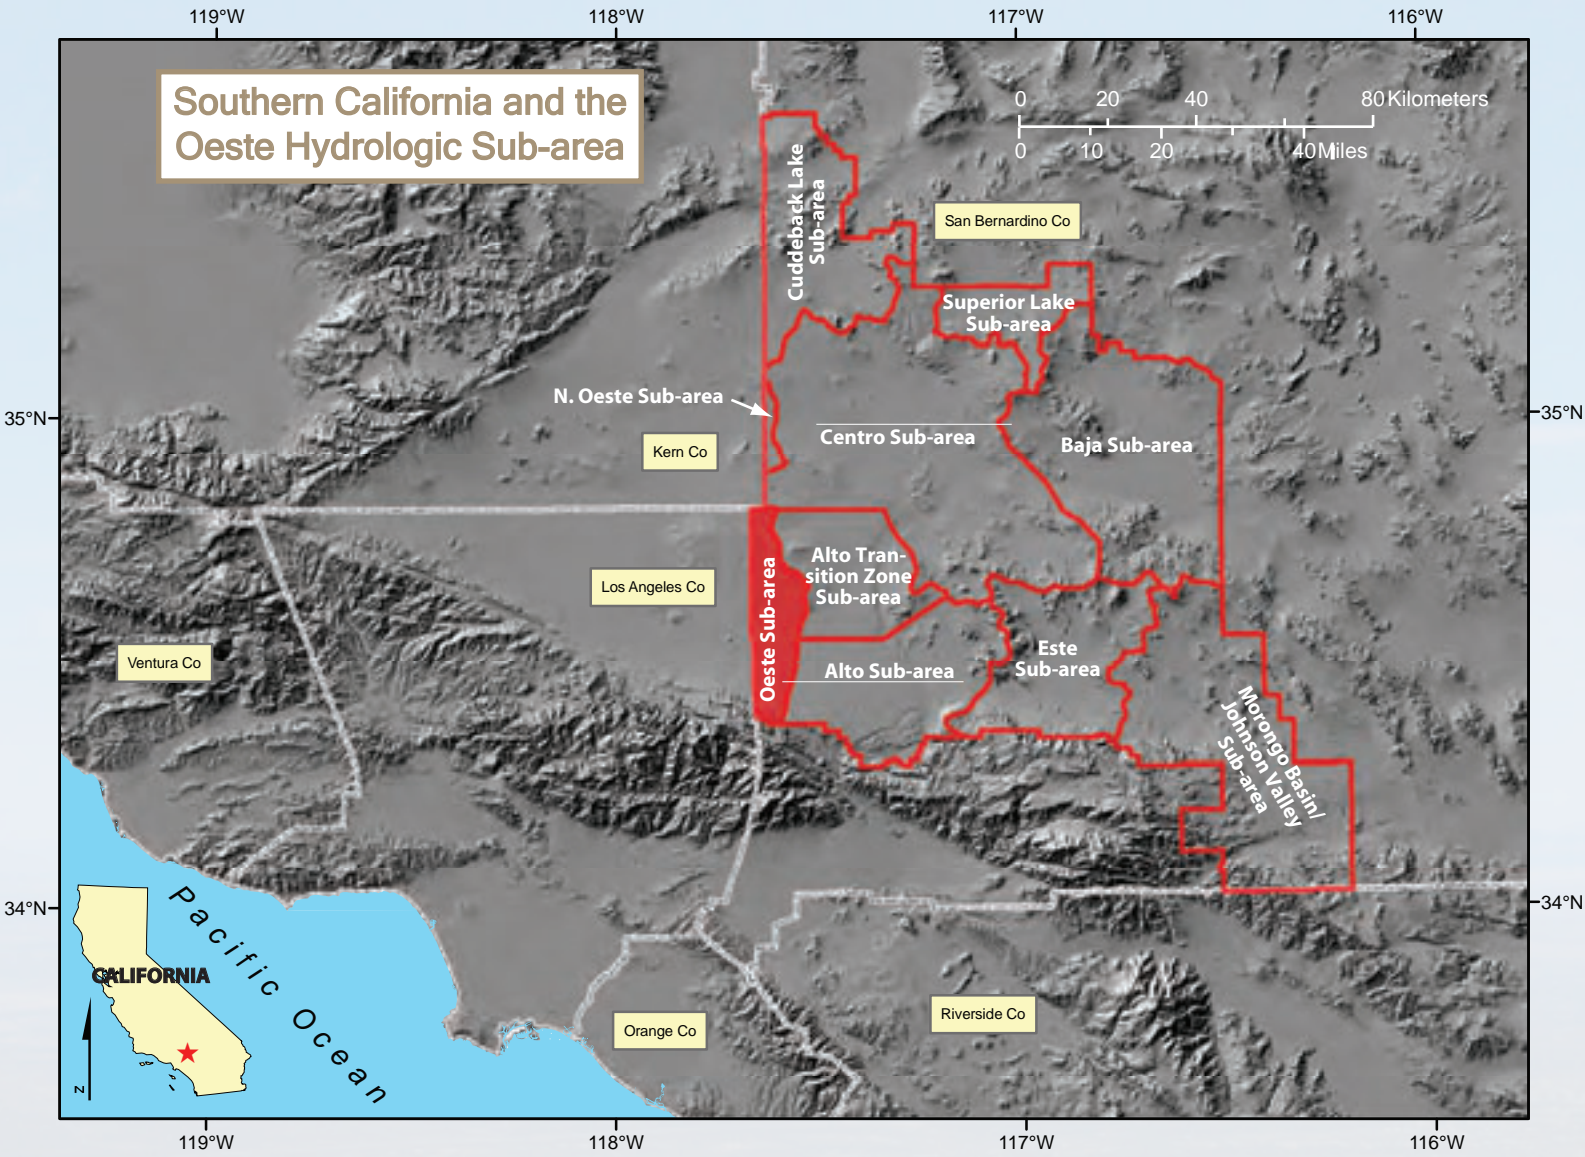 119°W
118°W
117°W
116°W
Southern California and the
Oeste Hydrologic Sub-area
0 20 40 80 Kilometers
0 10 20 40 Miles
Cuddeback Lake
Sub-area
San Bernardino Co
Superior Lake
Sub-area
N. Oeste Sub-area
35°N
35°N
Centro Sub-area
Baja Sub-area
Kern Co
Alto Tran-
sition Zone
Sub-area
Los Angeles Co
Oeste Sub-area
Ventura Co
Este
Sub-area
Alto Sub-area
Morongo Basin/
Johnson Valley
Sub-area
34°N
34°N
Pacific Ocean
CALIFORNIA
N
Orange Co
Riverside Co
119°W
118°W
117°W
116°W